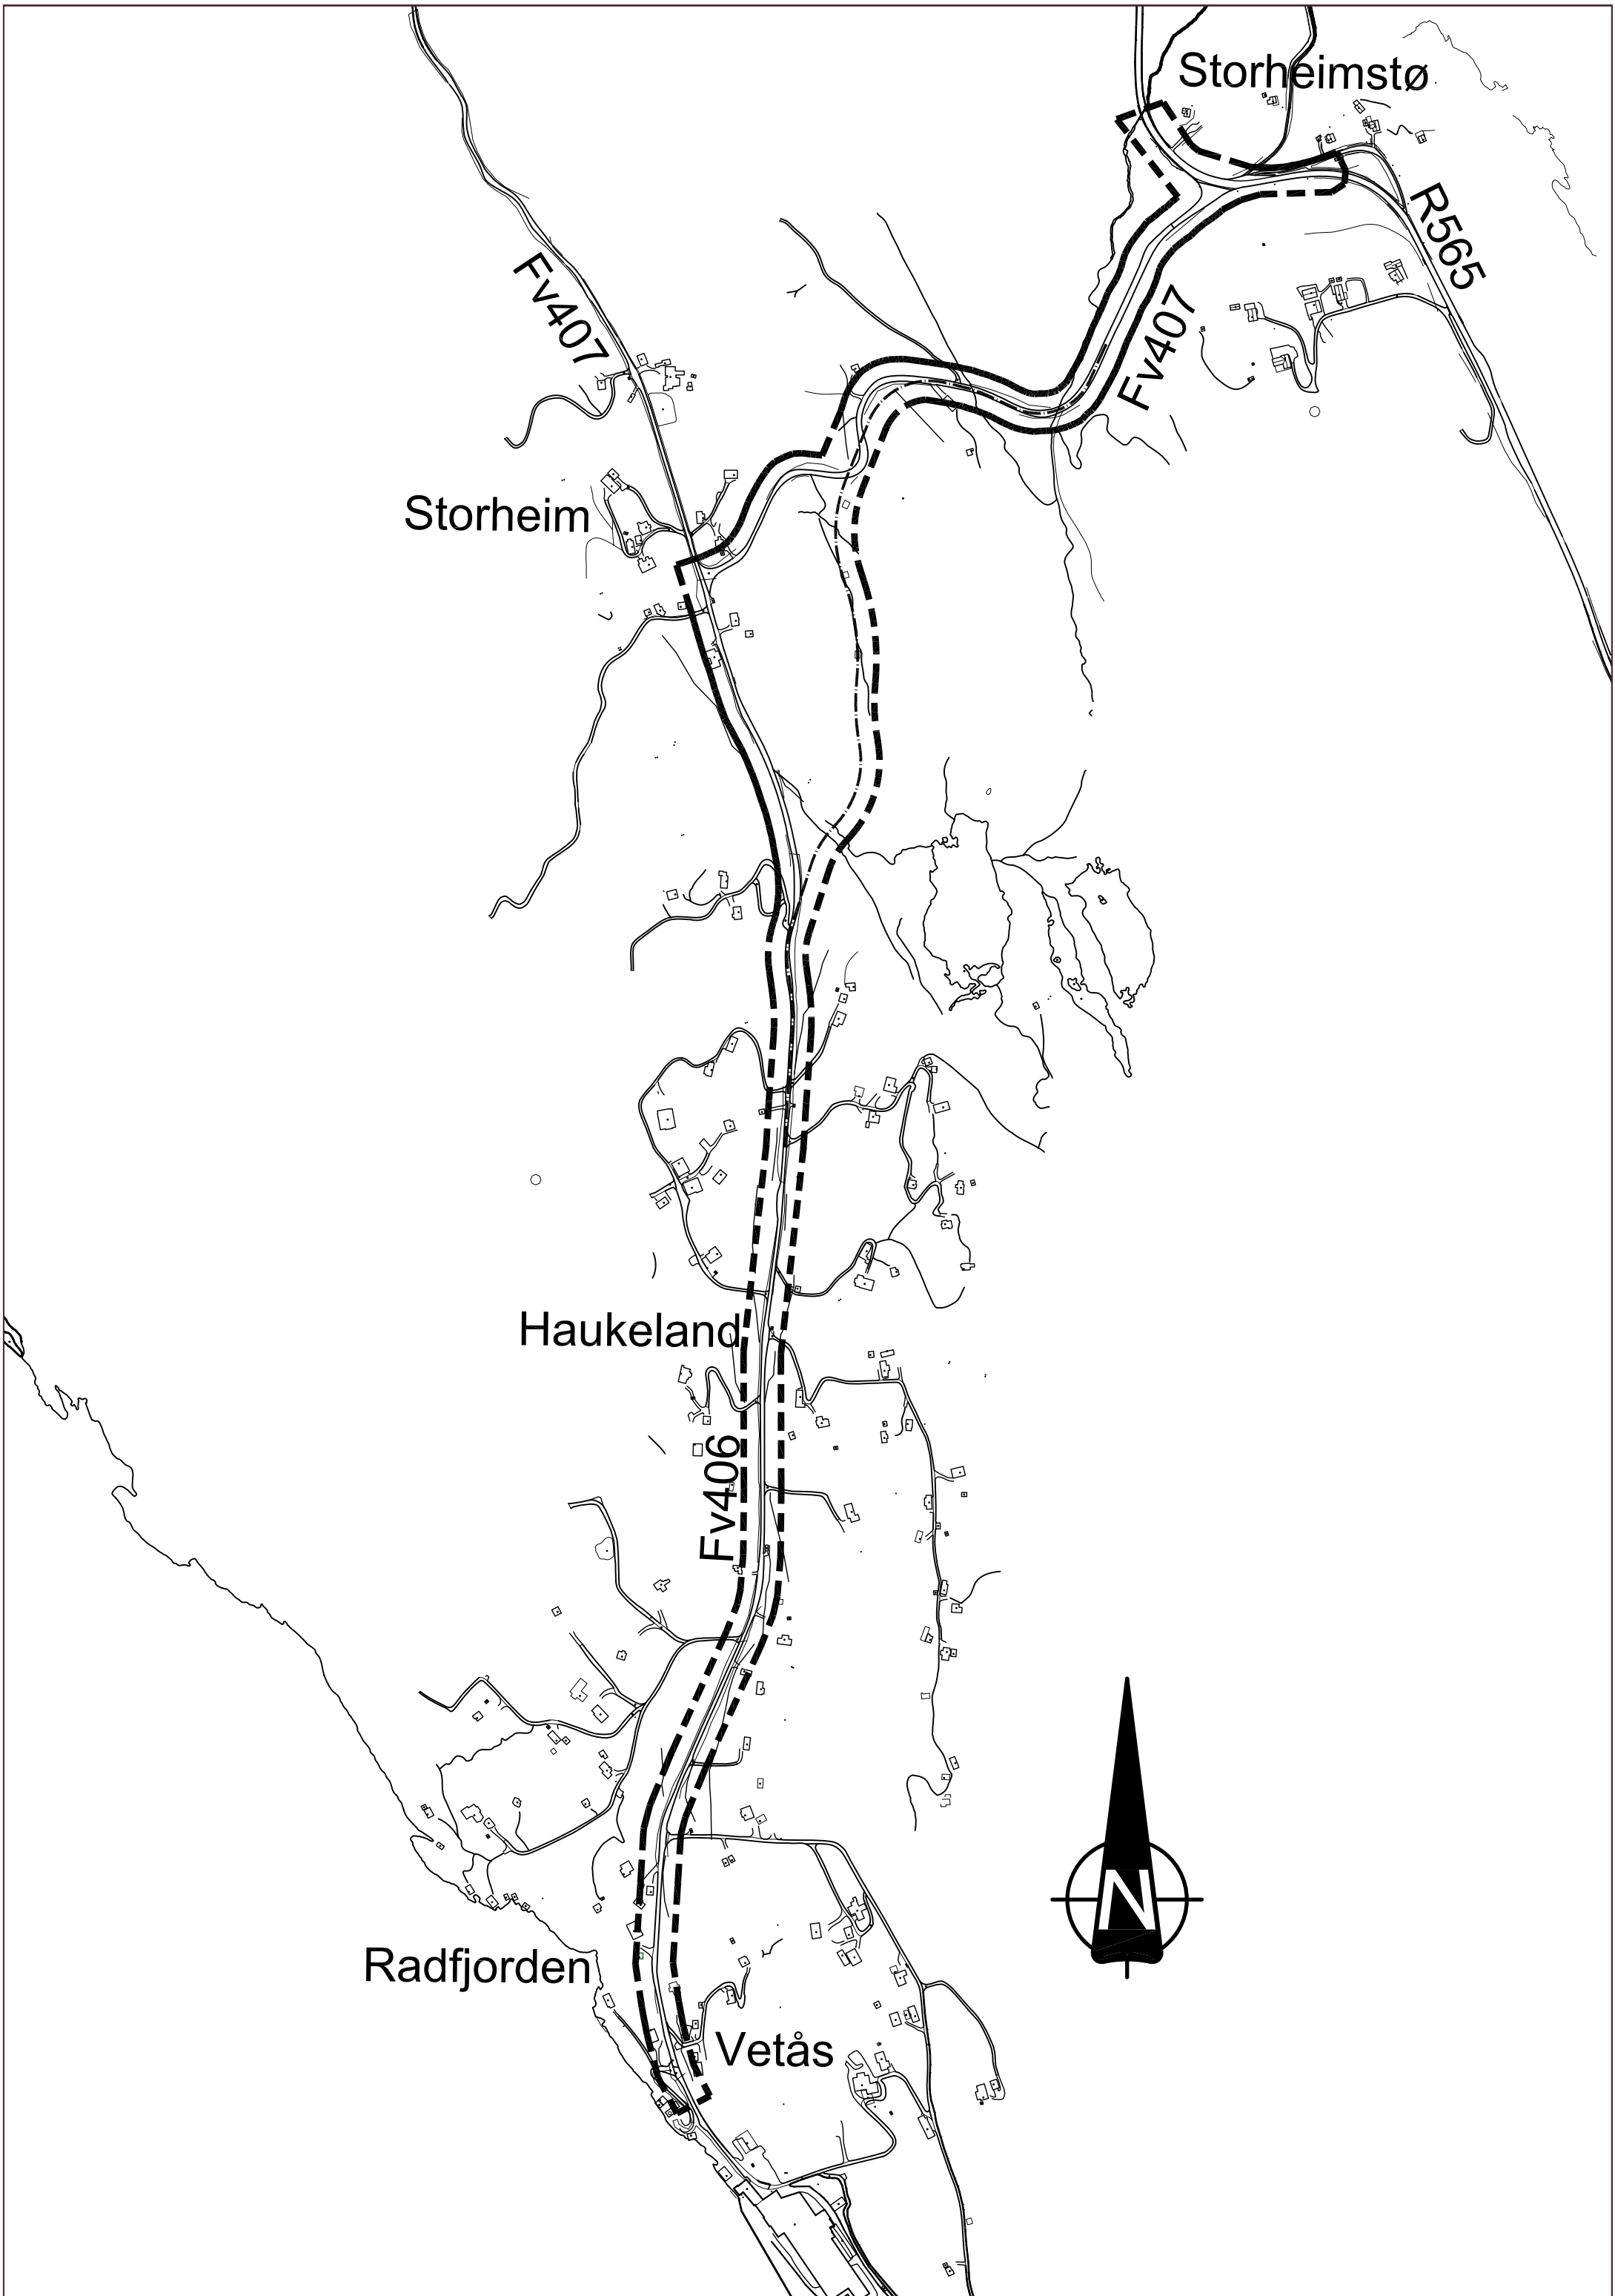 Storheimstø
R565
Fv407
Fv407
Storheim
Haukeland
Fv406
N
Radfjorden
Vetås